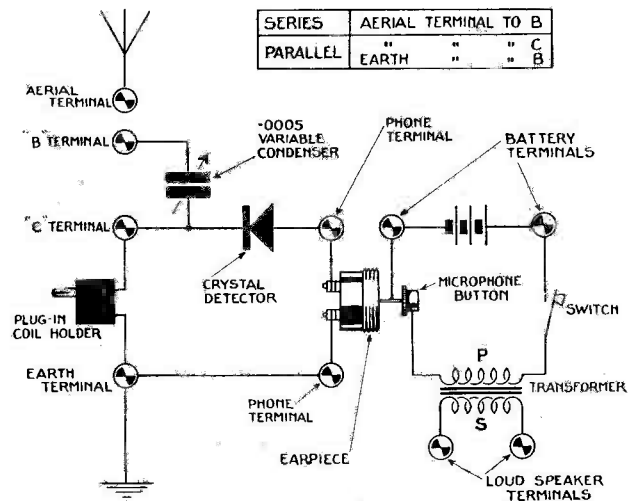 SERIES AERIAL TERMINAL TO B
PARALLEL " " " C
EARTH " " B
AERIAL TERMINAL
"B" TERMINAL
·0005
VARIABLE
CONDENSER
PHONE
TERMINAL
BATTERY
TERMINALS
"C" TERMINAL
CRYSTAL
DETECTOR
MICROPHONE
BUTTON
SWITCH
PLUG-IN
COIL HOLDER
EARTH
TERMINAL
PHONE
TERMINAL
EARPIECE
P
TRANSFORMER
S
LOUD SPEAKER
TERMINALS